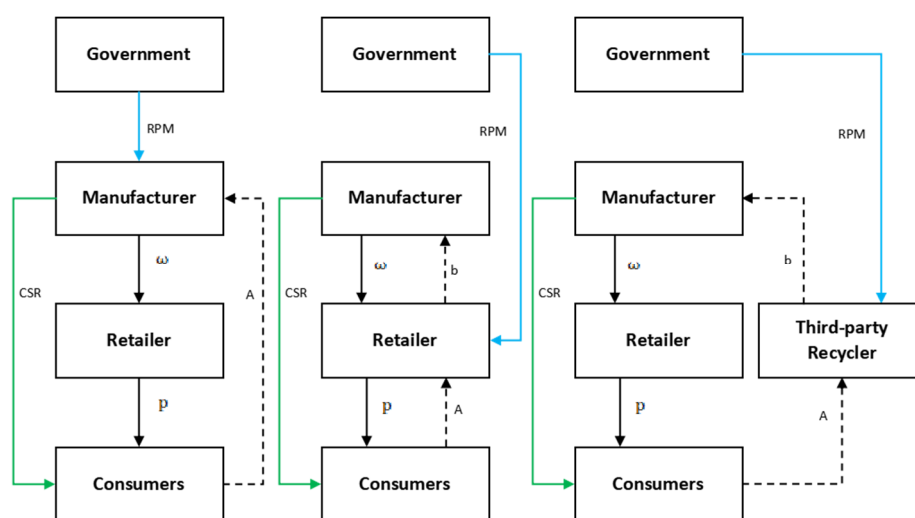 Government
RPM
Manufacturer
ω
CSR
A
Retailer
p
Consumers
Government
RPM
Manufacturer
ω
b
CSR
Retailer
p
A
Consumers
Government
RPM
Manufacturer
ω
b
CSR
Retailer
Third-party
Recycler
p
A
Consumers